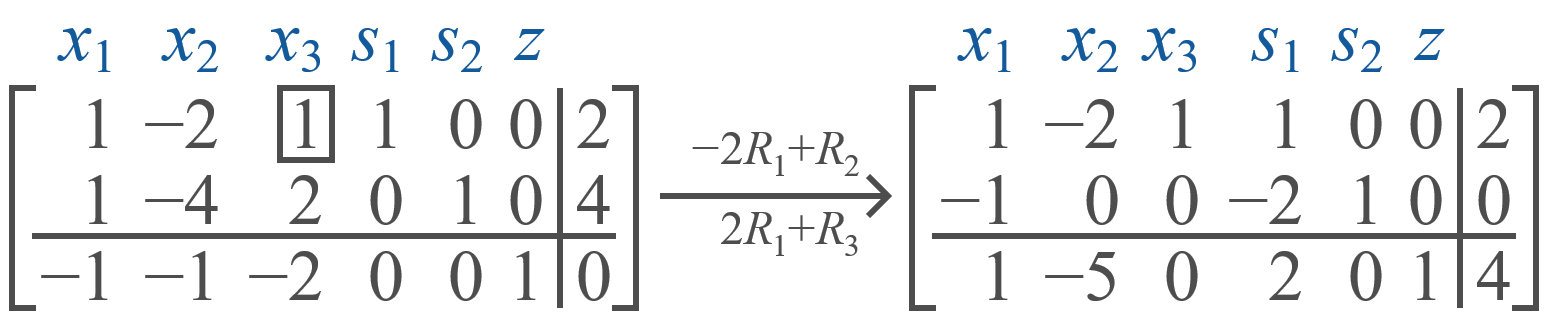 x₁ x₂ x₃ s₁ s₂ z
1 −2 1 1 0 0 2
1 −4 2 0 1 0 4
−1 −1 −2 0 0 1 0
−2R₁+R₂
2R₁+R₃
x₁ x₂ x₃ s₁ s₂ z
1 −2 1 1 0 0 2
−1 0 0 −2 1 0 0
1 −5 0 2 0 1 4